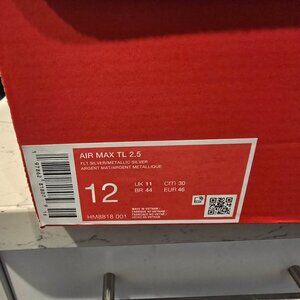 AIR MAX TL 2.5
FLT SILVER/METALLIC SILVER
ARGENT MAT/ARGENT METALLIQUE
12
UK 11 CM 30
BR 44 EUR 46
HM8818 001
MADE IN VIETNAM